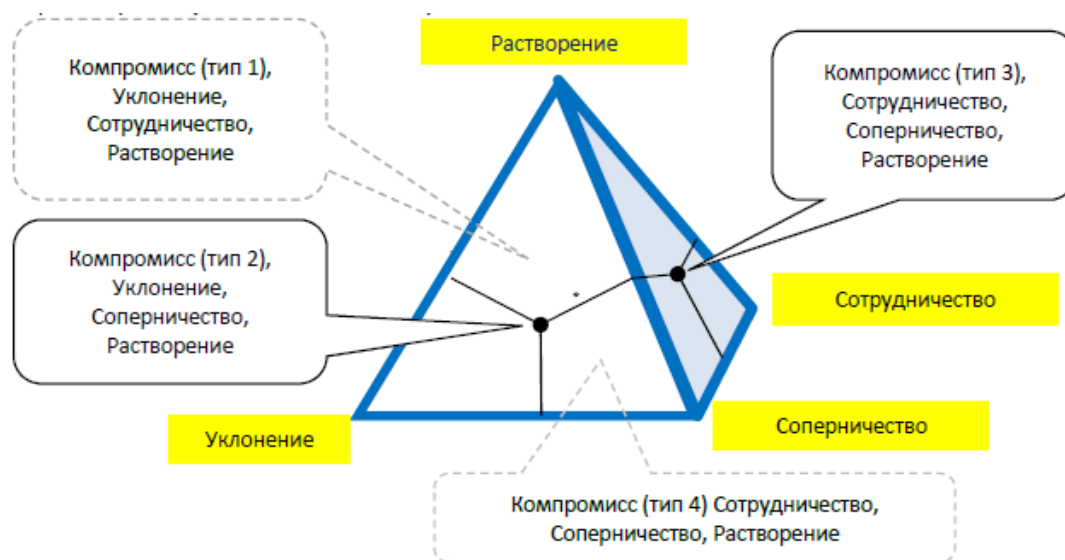 Растворение
Компромисс (тип 1),
Уклонение,
Сотрудничество,
Растворение
Компромисс (тип 3),
Сотрудничество,
Соперничество,
Растворение
Компромисс (тип 2),
Уклонение,
Соперничество,
Растворение
Сотрудничество
Уклонение
Соперничество
Компромисс (тип 4) Сотрудничество,
Соперничество, Растворение